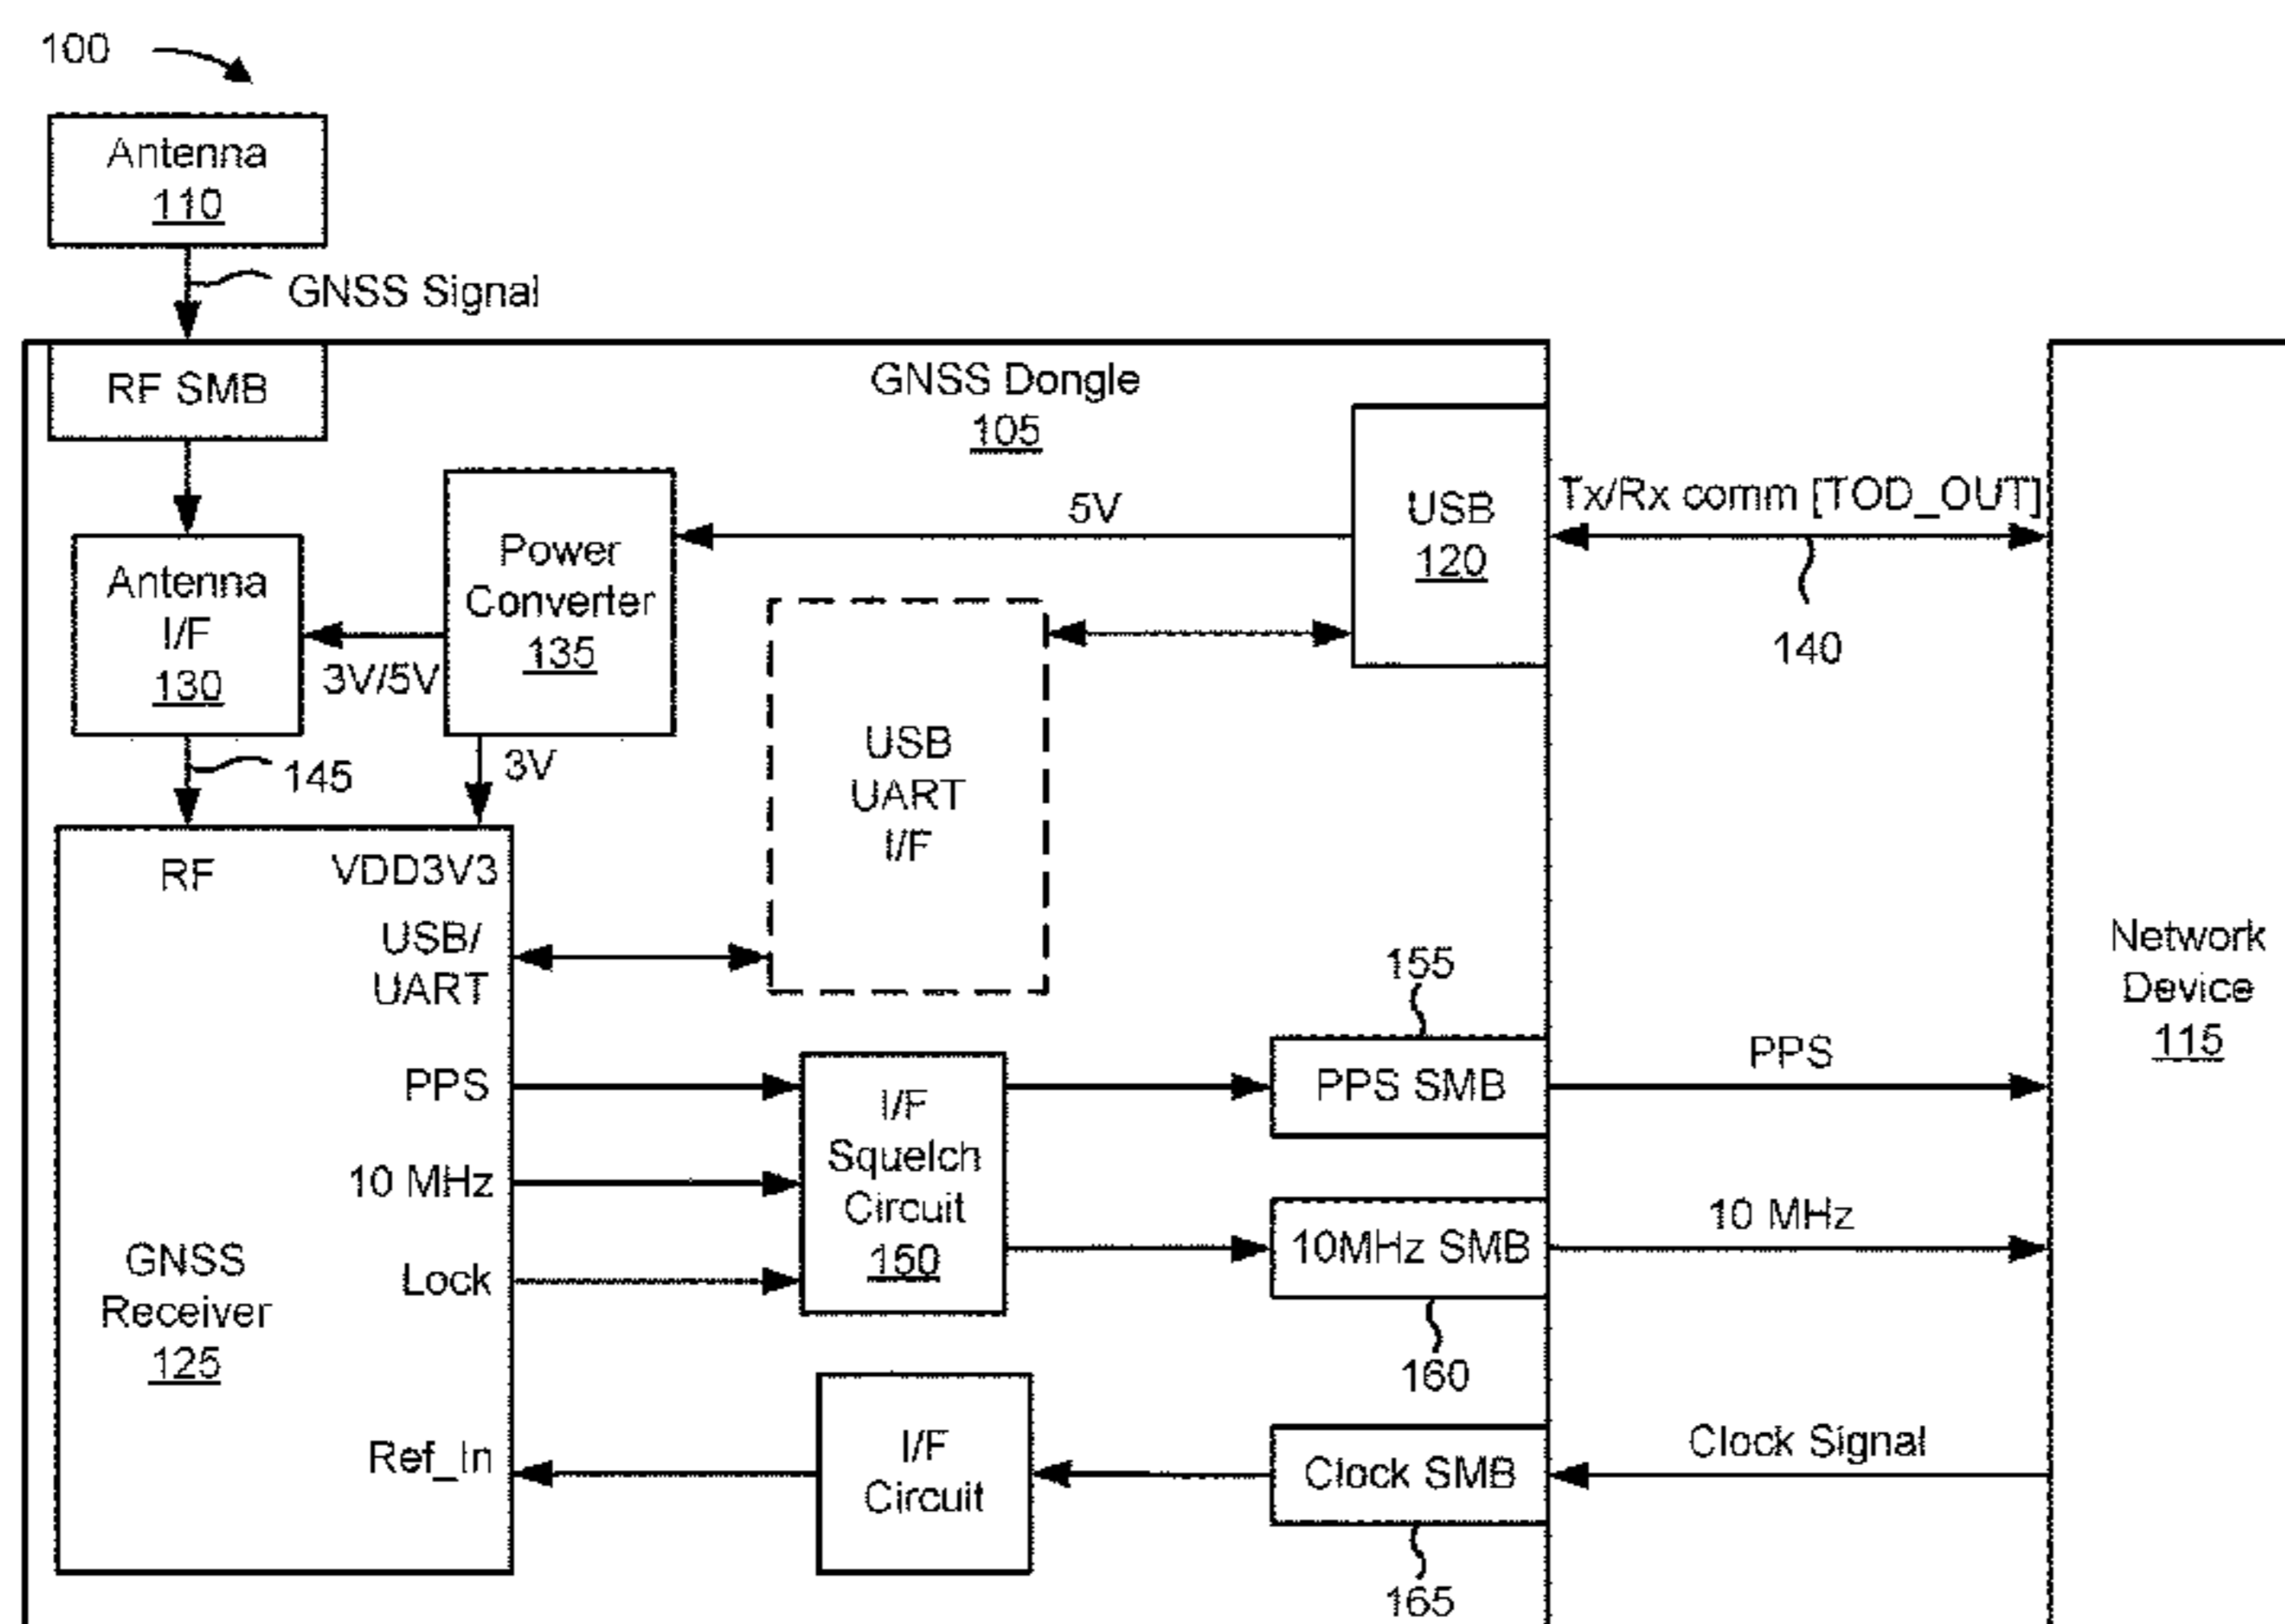 100
Antenna
110
GNSS Signal
RF SMB
GNSS Dongle
105
Antenna
I/F
130
3V/5V
Power
Converter
135
5V
USB
120
Tx/Rx comm [TOD_OUT]
140
145
3V
USB
UART
I/F
RF
VDD3V3
USB/
UART
PPS
10 MHz
Lock
Ref_In
GNSS
Receiver
125
I/F
Squelch
Circuit
150
155
PPS SMB
PPS
10MHz SMB
160
10 MHz
I/F
Circuit
Clock SMB
165
Clock Signal
Network
Device
115